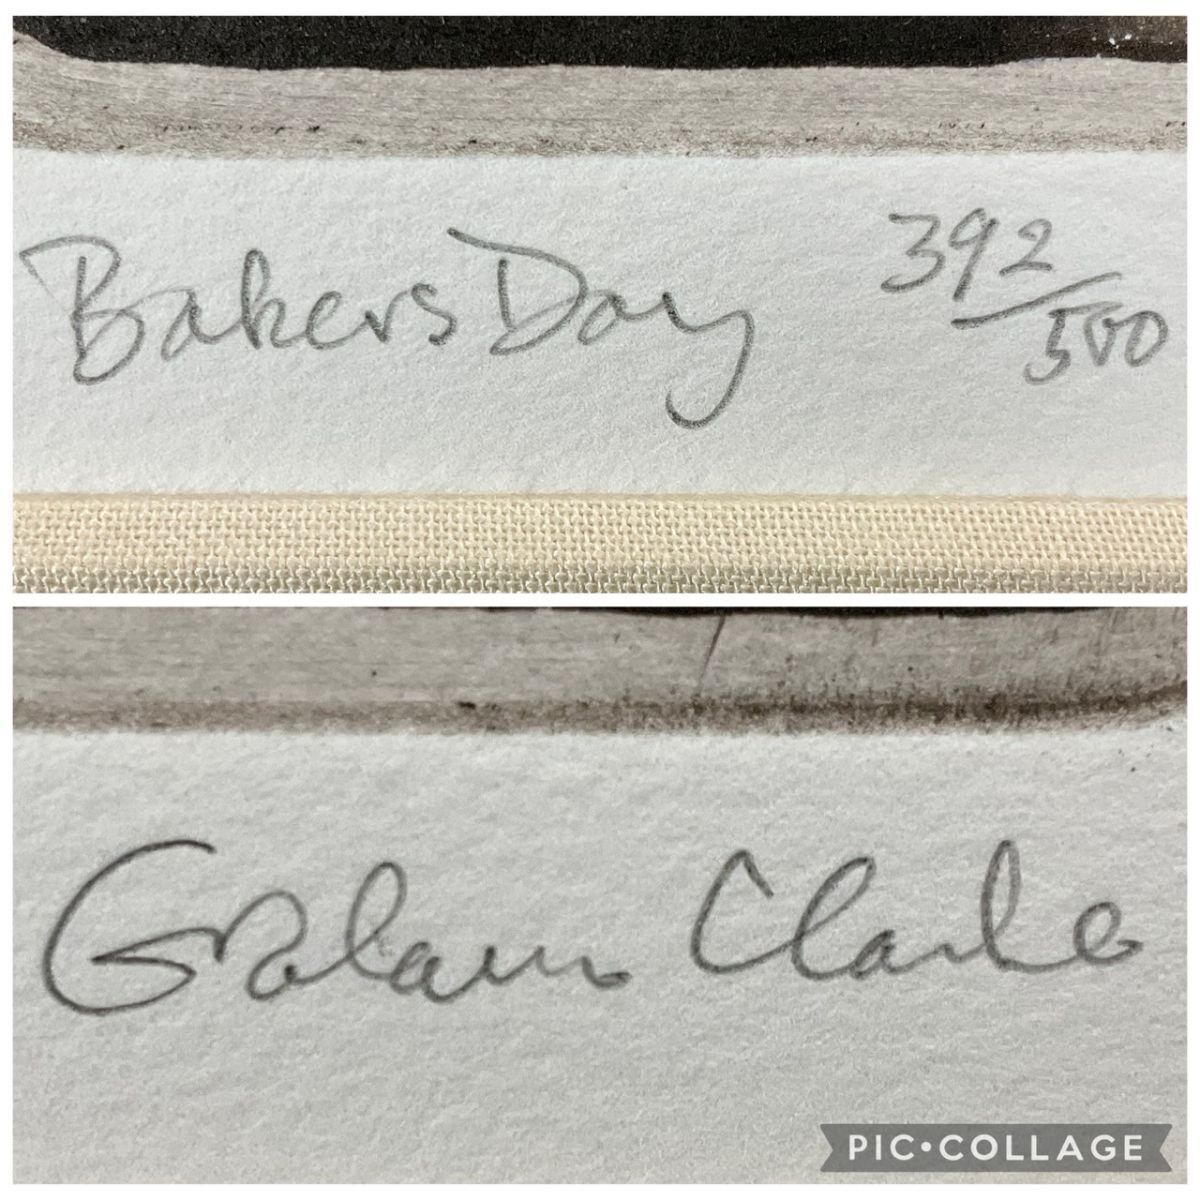 Bakers Day 392/500
Graham Clarke
PIC•COLLAGE